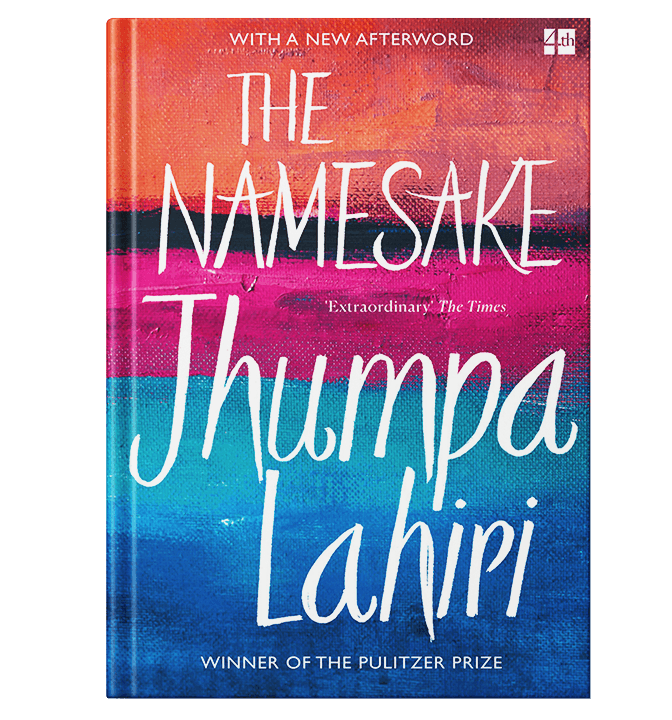 WITH A NEW AFTERWORD
4th
THE
NAMESAKE
'Extraordinary' The Times
Jhumpa
Lahiri
WINNER OF THE PULITZER PRIZE